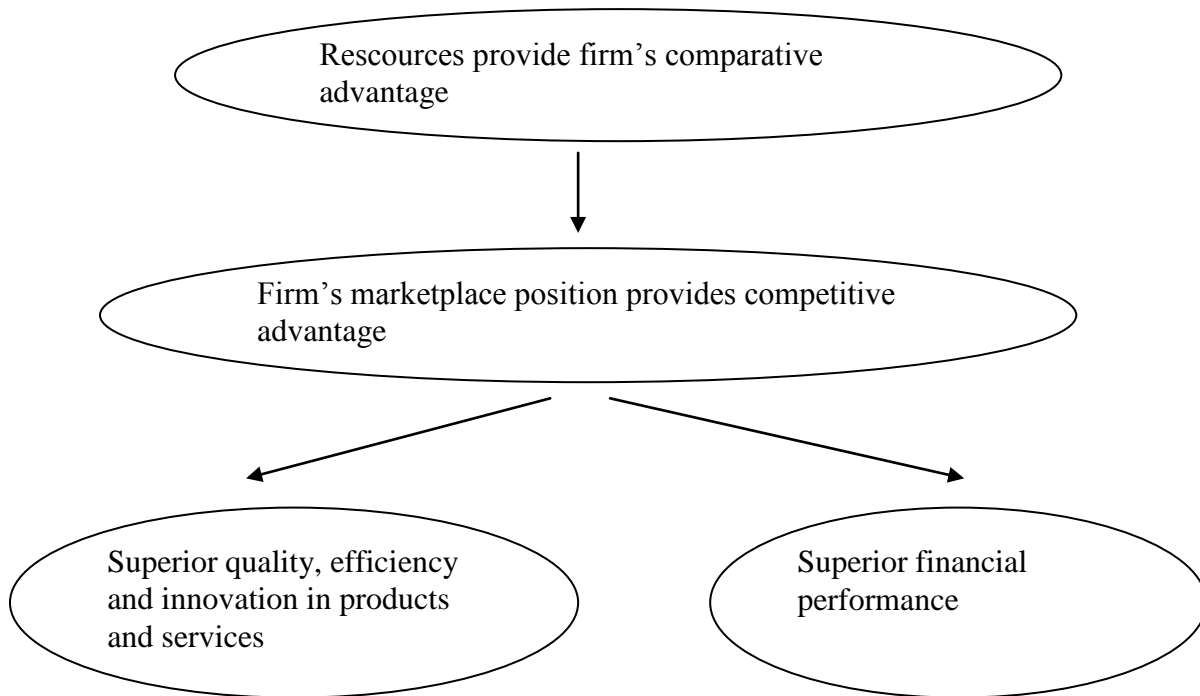 Rescources provide firm’s comparative
advantage
Firm’s marketplace position provides competitive
advantage
Superior quality, efficiency
and innovation in products
and services
Superior financial
performance